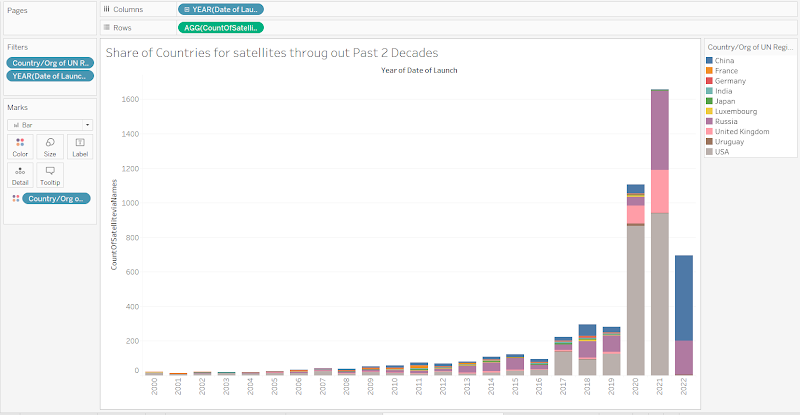 Pages
Columns
YEAR(Date of Lau..
Rows
AGG(CountOfSatelli..
Filters
Country/Org of UN R..
YEAR(Date of Launc..
Marks
Bar
Color
Size
Label
Detail
Tooltip
Country/Org o..
Share of Countries for satellites throug out Past 2 Decades
Year of Date of Launch
CountOfSatelliteviaNames
1600
1400
1200
1000
800
600
400
200
0
2000
2001
2002
2003
2004
2005
2006
2007
2008
2009
2010
2011
2012
2013
2014
2015
2016
2017
2018
2019
2020
2021
2022
Country/Org of UN Regi...
China
France
Germany
India
Japan
Luxembourg
Russia
United Kingdom
Uruguay
USA